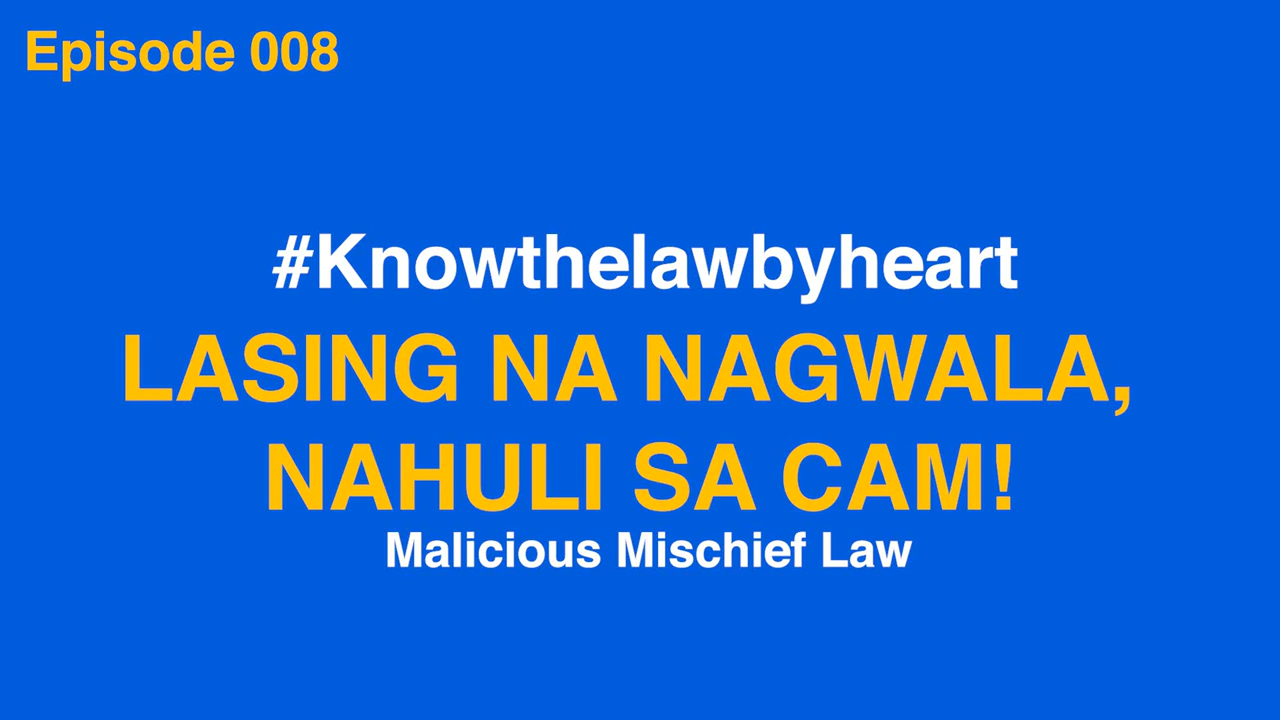 Episode 008
#Knowthelawbyheart
LASING NA NAGWALA,
NAHULI SA CAM!
Malicious Mischief Law